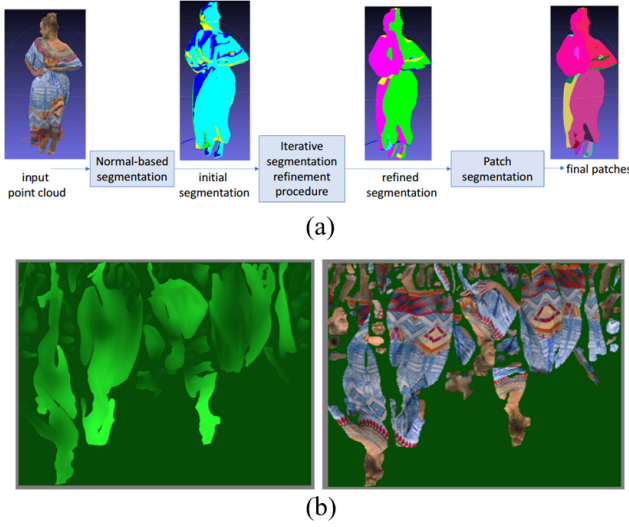 Normal-based
segmentation
Iterative
segmentation
refinement
procedure
Patch
segmentation
input
point cloud
initial
segmentation
refined
segmentation
final patches
(a)
(b)